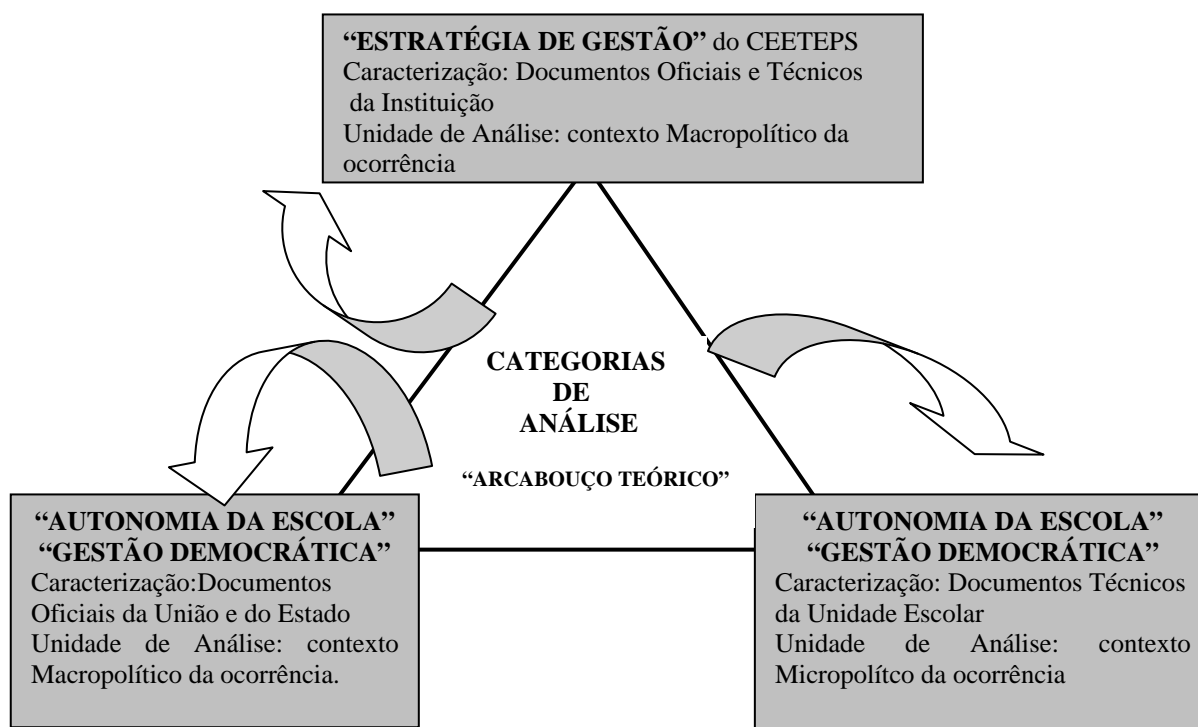 “ESTRATÉGIA DE GESTÃO” do CEETEPS
Caracterização: Documentos Oficiais e Técnicos
da Instituição
Unidade de Análise: contexto Macropolítico da
ocorrência
CATEGORIAS
DE
ANÁLISE
“ARCABOUÇO TEÓRICO”
“AUTONOMIA DA ESCOLA”
“GESTÃO DEMOCRÁTICA”
Caracterização:Documentos
Oficiais da União e do Estado
Unidade de Análise: contexto
Macropolítico da ocorrência.
“AUTONOMIA DA ESCOLA”
“GESTÃO DEMOCRÁTICA”
Caracterização: Documentos Técnicos
da Unidade Escolar
Unidade de Análise: contexto
Micropolítco da ocorrência